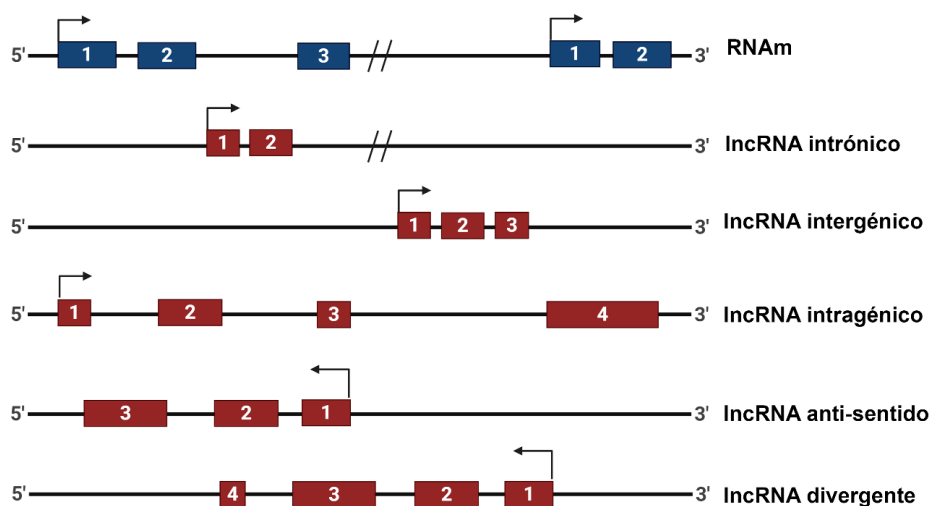 5' 1 2 3 1 2 3' RNAm
5' 1 2 3' lncRNA intrónico
5' 1 2 3 3' lncRNA intergénico
5' 1 2 3 4 3' lncRNA intragénico
5' 3 2 1 3' lncRNA anti-sentido
5' 4 3 2 1 3' lncRNA divergente